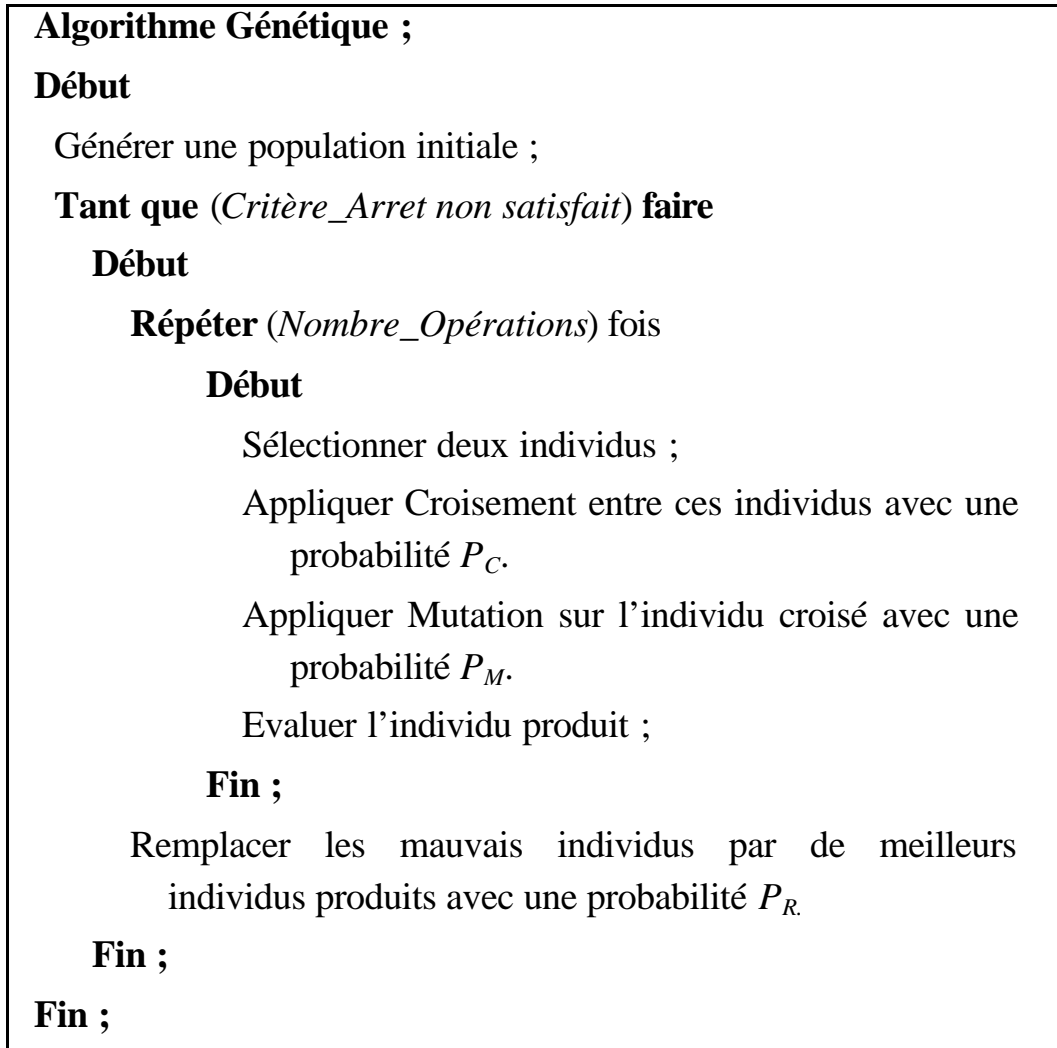 Algorithme Génétique ;
Début
Générer une population initiale ;
Tant que (Critère_Arret non satisfait) faire
Début
Répéter (Nombre_Opérations) fois
Début
Sélectionner deux individus ;
Appliquer Croisement entre ces individus avec une
probabilité PC.
Appliquer Mutation sur l’individu croisé avec une
probabilité PM.
Evaluer l’individu produit ;
Fin ;
Remplacer les mauvais individus par de meilleurs
individus produits avec une probabilité PR.
Fin ;
Fin ;